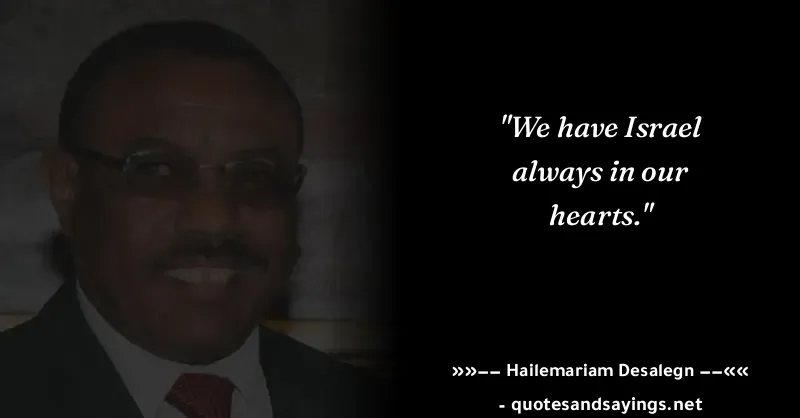 "We have Israel
always in our
hearts."
»»−− Hailemariam Desalegn −−««
- quotesandsayings.net